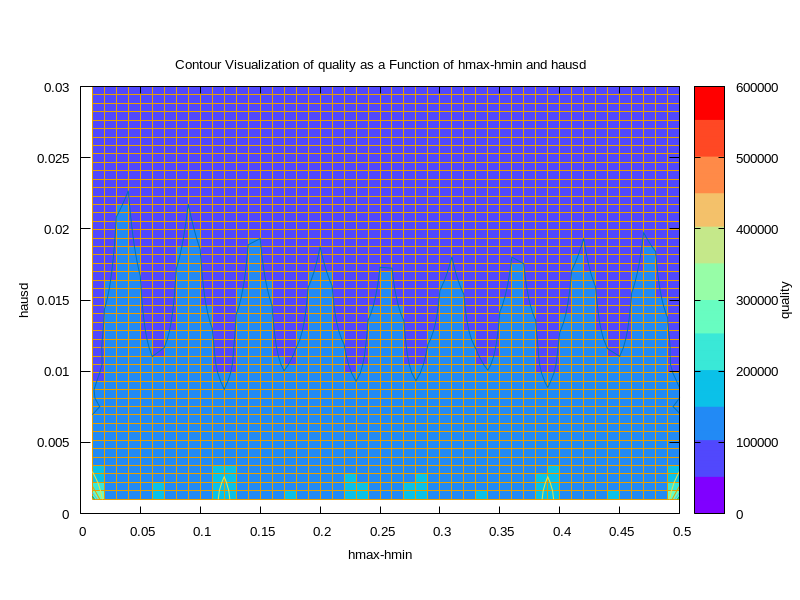 Contour Visualization of quality as a Function of hmax-hmin and hausd
0.03
0.025
0.02
0.015
0.01
0.005
0
hausd
0 0.05 0.1 0.15 0.2 0.25 0.3 0.35 0.4 0.45 0.5
hmax-hmin
600000
500000
400000
300000
200000
100000
0
quality